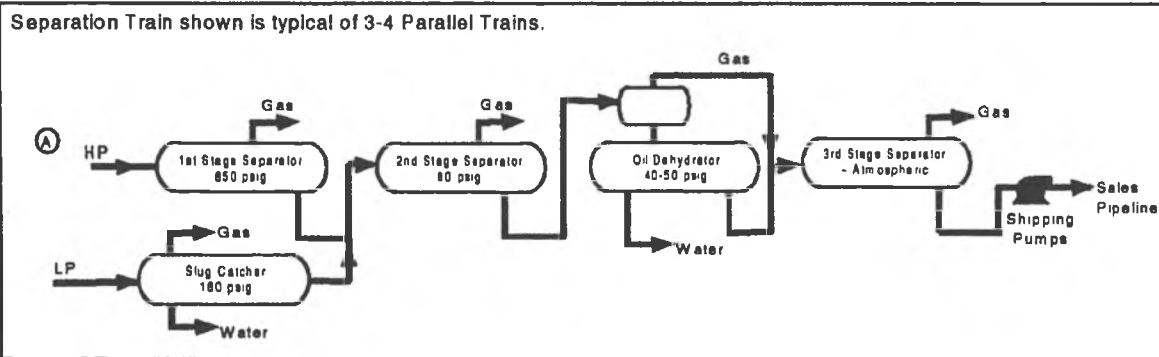 Separation Train shown is typical of 3-4 Parallel Trains.
Gas
Gas
Gas
Gas
A
HP
1st Stage Separator
650 psig
2nd Stage Separator
80 psig
Oil Dehydrator
40-50 psig
3rd Stage Separator
~ Atmospheric
Sales
Pipeline
Shipping
Pumps
Gas
Water
LP
Slug Catcher
180 psig
Water